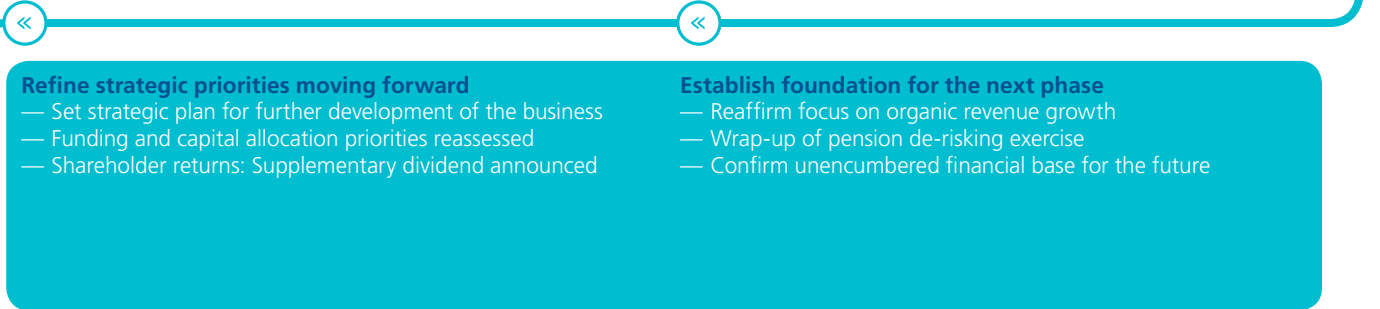 Refine strategic priorities moving forward
— Set strategic plan for further development of the business
— Funding and capital allocation priorities reassessed
— Shareholder returns: Supplementary dividend announced
Establish foundation for the next phase
— Reaffirm focus on organic revenue growth
— Wrap-up of pension de-risking exercise
— Confirm unencumbered financial base for the future